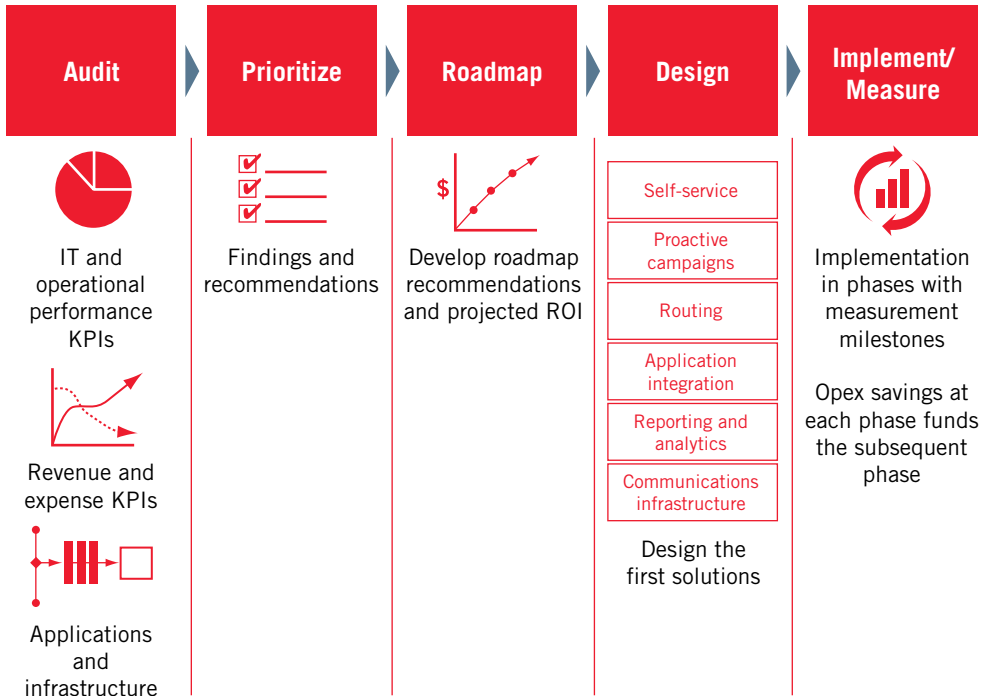 Audit
Prioritize
Roadmap
Design
Implement/
Measure
IT and
operational
performance
KPIs
Revenue and
expense KPIs
Applications
and
infrastructure
Findings and
recommendations
$
Develop roadmap
recommendations
and projected ROI
Self-service
Proactive
campaigns
Routing
Application
integration
Reporting and
analytics
Communications
infrastructure
Design the
first solutions
Implementation
in phases with
measurement
milestones
Opex savings at
each phase funds
the subsequent
phase